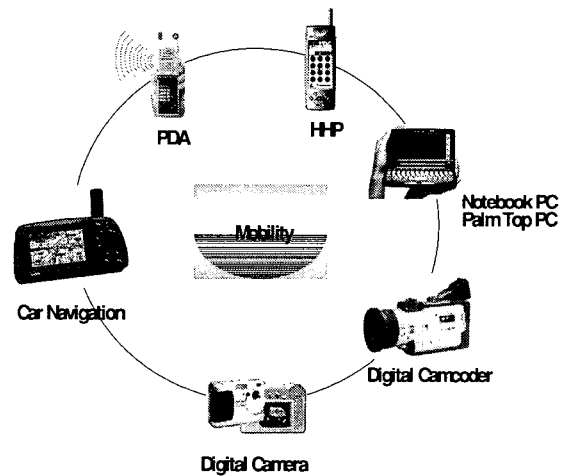 PDA
HHP
Notebook PC
Palm Top PC
Mobility
Car Navigation
Digital Camcoder
Digital Camera